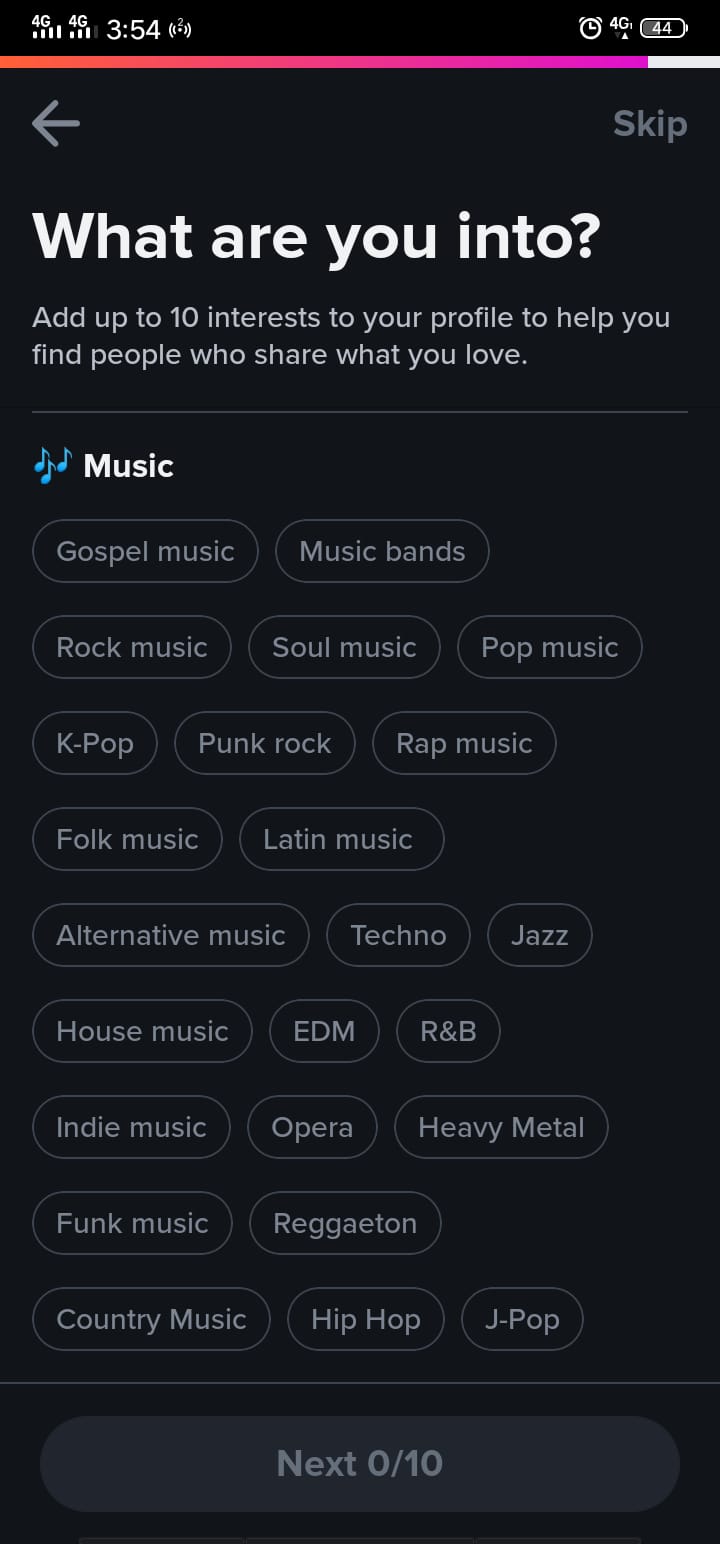 4G 4G 3:54 2 4G 44
Skip
What are you into?
Add up to 10 interests to your profile to help you
find people who share what you love.
Music
Gospel music Music bands
Rock music Soul music Pop music
K-Pop Punk rock Rap music
Folk music Latin music
Alternative music Techno Jazz
House music EDM R&B
Indie music Opera Heavy Metal
Funk music Reggaeton
Country Music Hip Hop J-Pop
Next 0/10